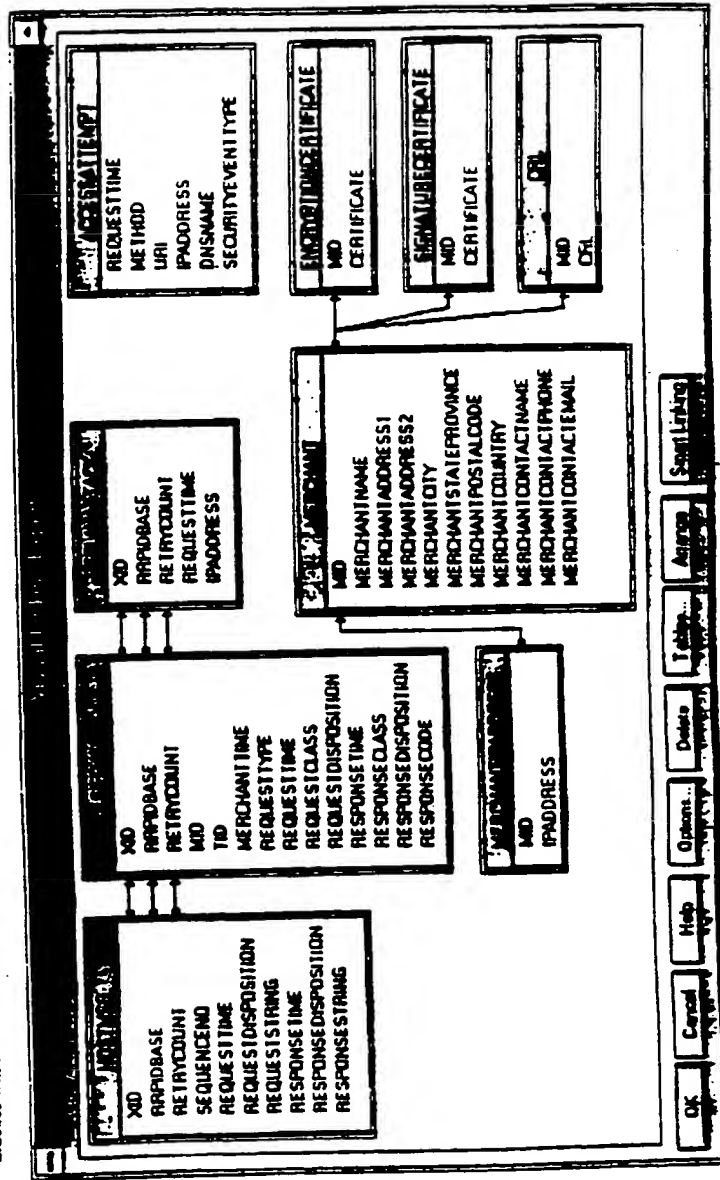 XID
RRPIDBASE
RETRYCOUNT
SEQUENCENO
REQUESTTIME
REQUESTDISPOSITION
REQUESTSTRING
RESPONSETIME
RESPONSEDISPOSITION
RESPONSESTRING
XID
RRPIDBASE
RETRYCOUNT
MID
TID
MERCHANTTIME
REQUESTTYPE
REQUESTTIME
REQUESTCLASS
REQUESTDISPOSITION
RESPONSETIME
RESPONSECLASS
RESPONSEDISPOSITION
RESPONSECODE
XID
RRPIDBASE
RETRYCOUNT
REQUESTTIME
IPADDRESS
REQUESTTIME
METHOD
URI
IPADDRESS
DNSNAME
SECURITYEVENTTYPE
MID
IPADDRESS
MERCHANT
MID
MERCHANTNAME
MERCHANTADDRESS1
MERCHANTADDRESS2
MERCHANTCITY
MERCHANTSTATEPROVINCE
MERCHANTPOSTALCODE
MERCHANTCOUNTRY
MERCHANTCONTACTNAME
MERCHANTCONTACTPHONE
MERCHANTCONTACTEMAIL
ENCRYPTIONCERTIFICATE
MID
CERTIFICATE
SIGNATURECERTIFICATE
MID
CERTIFICATE
CRL
MID
CRL
OK Cancel Help Options... Delete Tables... Arrange Smart Linking